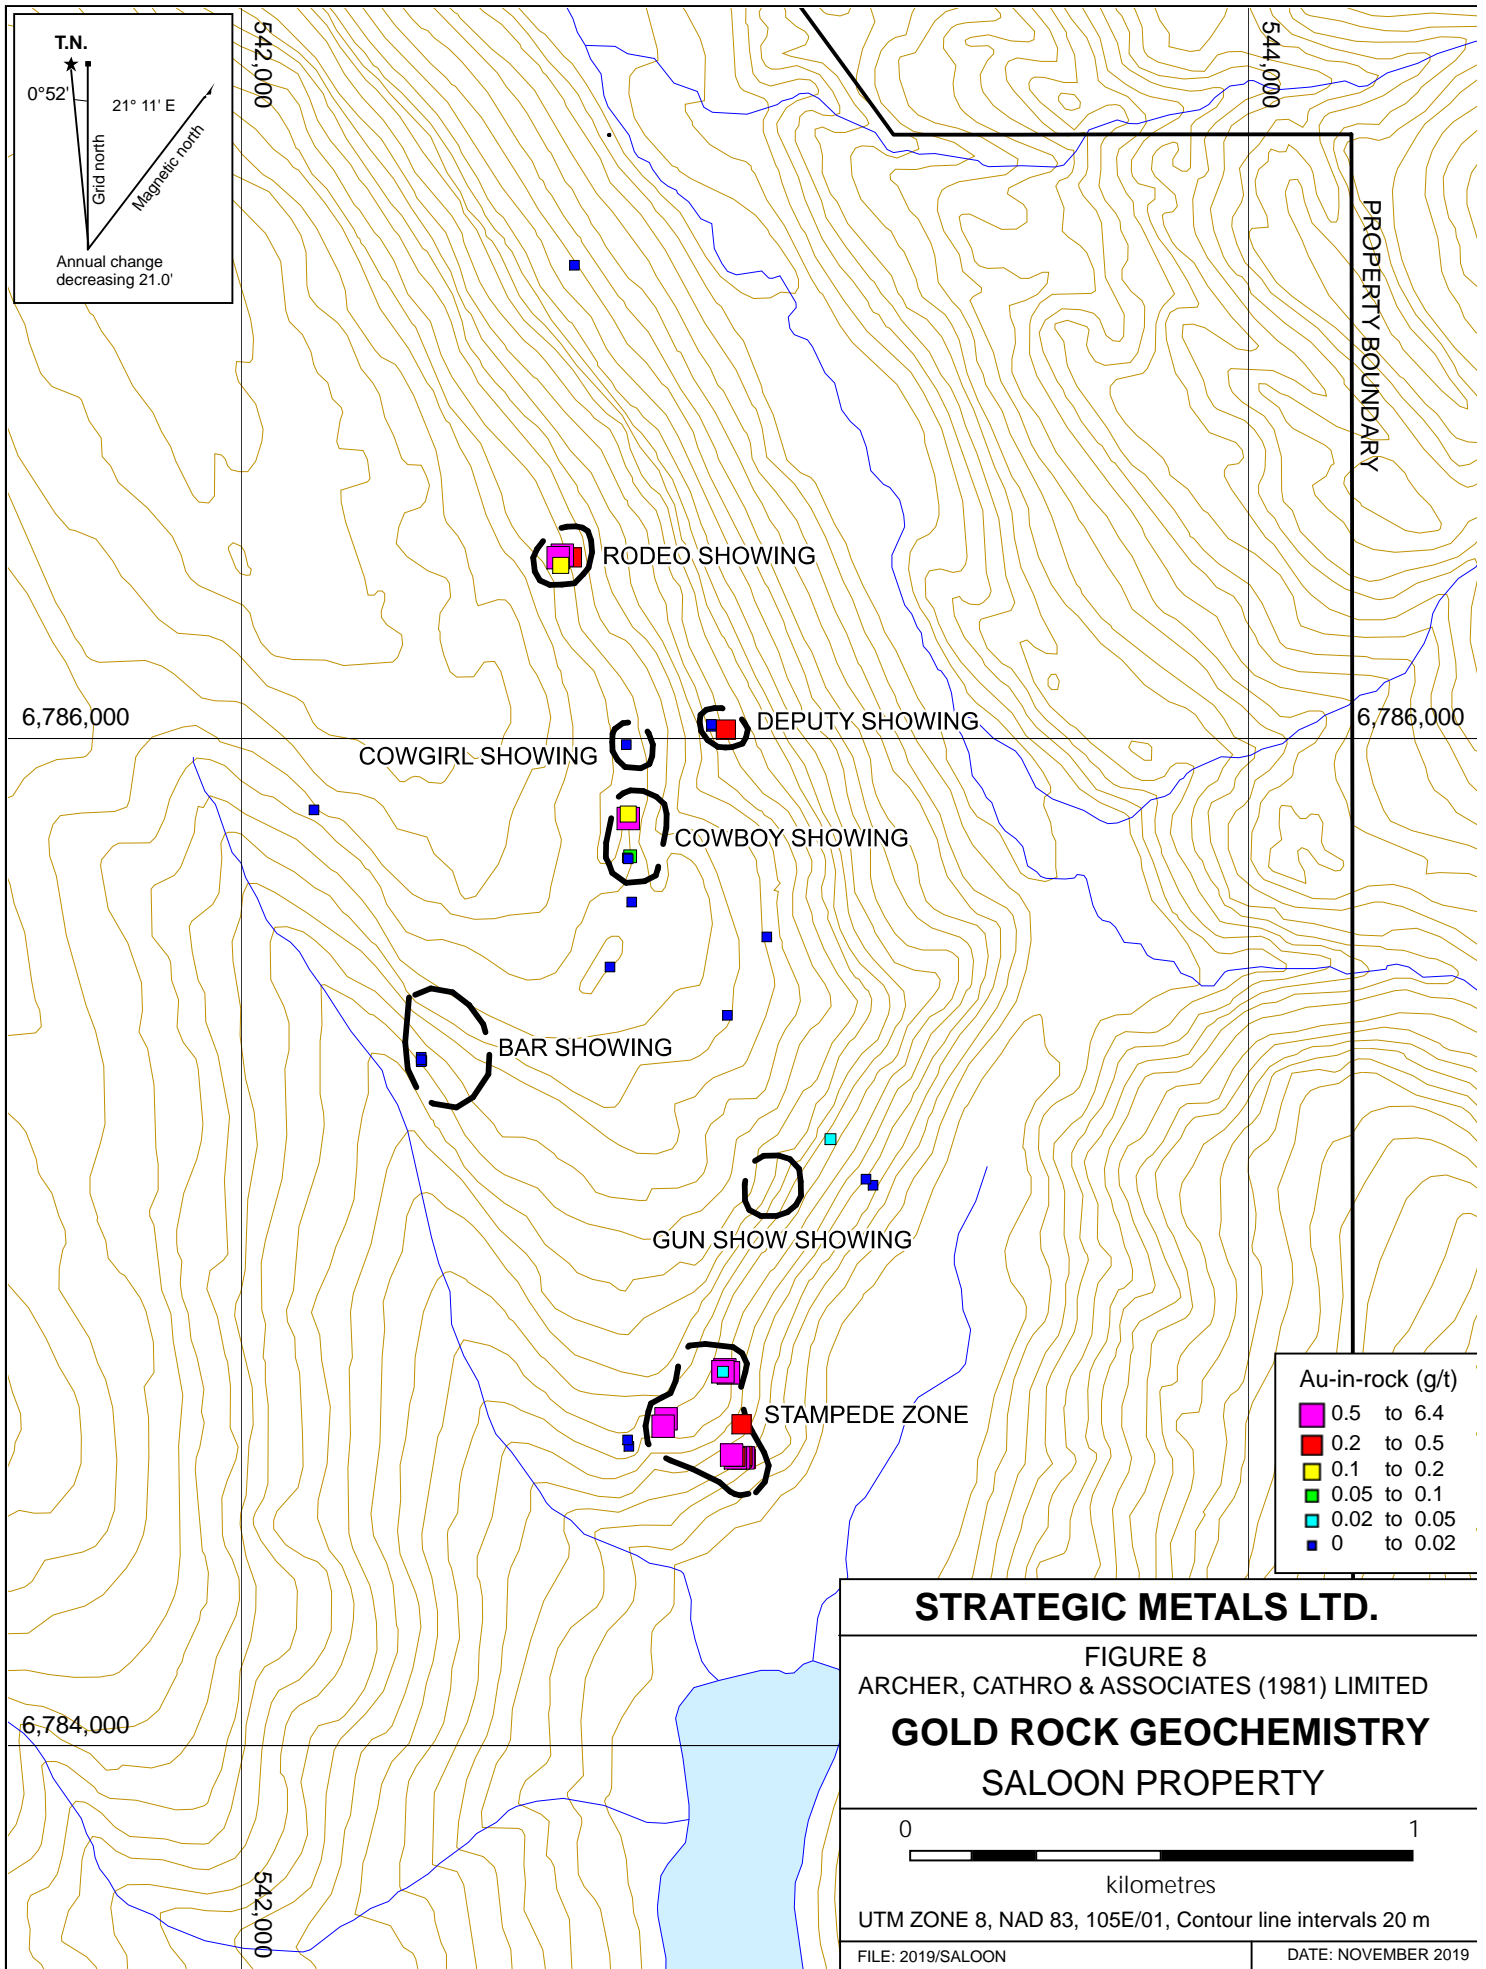 T.N.
0°52'
21° 11' E
Grid north
Magnetic north
Annual change
decreasing 21.0'
542,000
544,000
PROPERTY BOUNDARY
RODEO SHOWING
6,786,000
DEPUTY SHOWING
6,786,000
COWGIRL SHOWING
COWBOY SHOWING
BAR SHOWING
GUN SHOW SHOWING
STAMPEDE ZONE
Au-in-rock (g/t)
0.5 to 6.4
0.2 to 0.5
0.1 to 0.2
0.05 to 0.1
0.02 to 0.05
0 to 0.02
6,784,000
542,000
STRATEGIC METALS LTD.
FIGURE 8
ARCHER, CATHRO & ASSOCIATES (1981) LIMITED
GOLD ROCK GEOCHEMISTRY
SALOON PROPERTY
0 1
kilometres
UTM ZONE 8, NAD 83, 105E/01, Contour line intervals 20 m
FILE: 2019/SALOON
DATE: NOVEMBER 2019